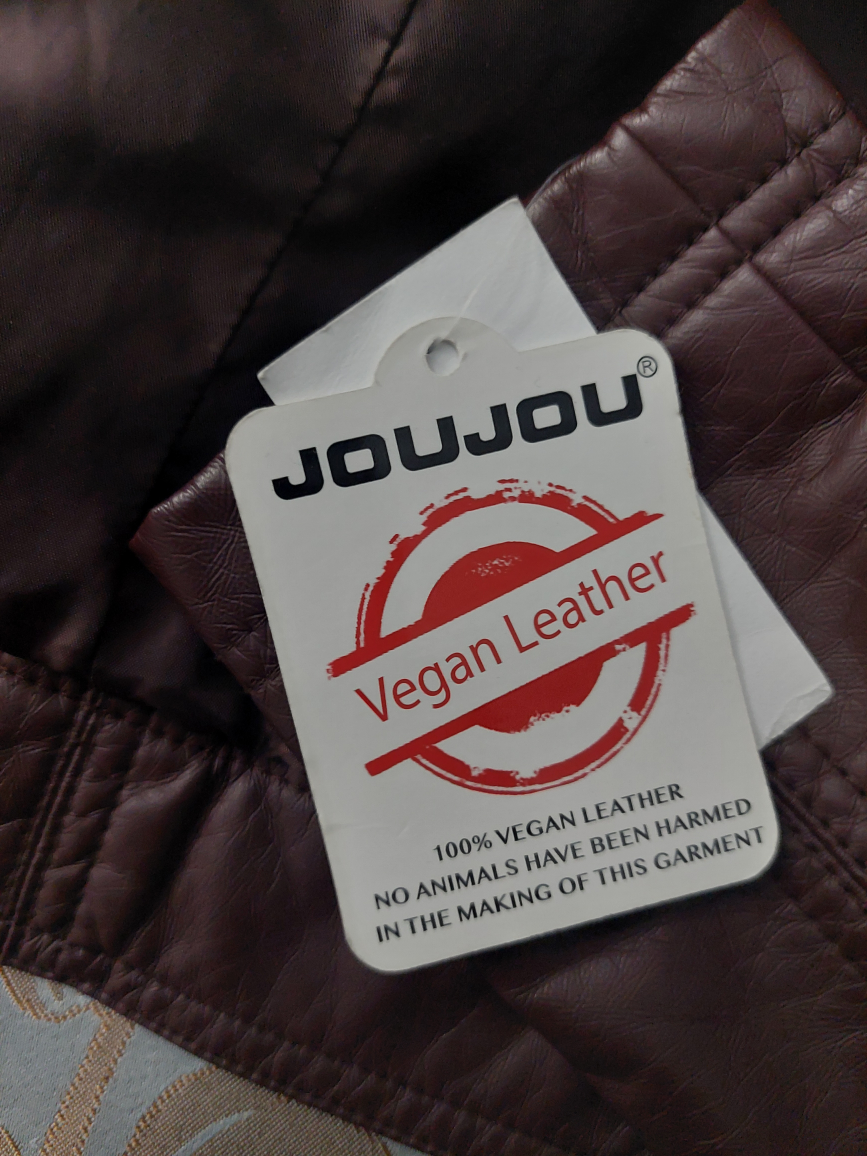 JOUJOU®
Vegan Leather
100% VEGAN LEATHER
NO ANIMALS HAVE BEEN HARMED
IN THE MAKING OF THIS GARMENT